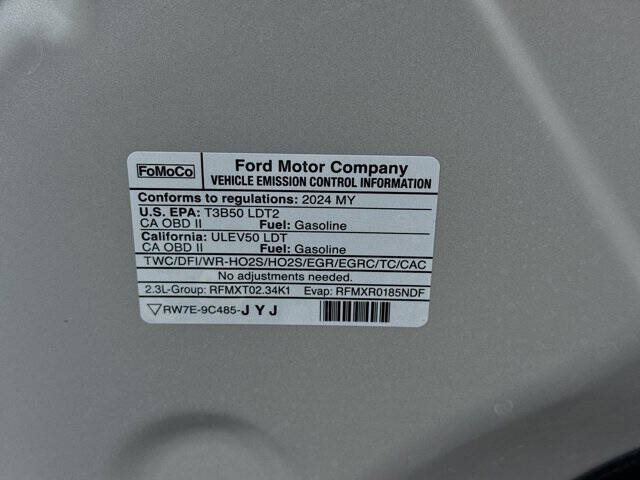 FoMoCo
Ford Motor Company
VEHICLE EMISSION CONTROL INFORMATION
Conforms to regulations: 2024 MY
U.S. EPA: T3B50 LDT2
CA OBD II Fuel: Gasoline
California: ULEV50 LDT
CA OBD II Fuel: Gasoline
TWC/DFI/WR-HO2S/HO2S/EGR/EGRC/TC/CAC
No adjustments needed.
2.3L-Group: RFMXT02.34K1 Evap: RFMXR0185NDF
RW7E-9C485-JYJ